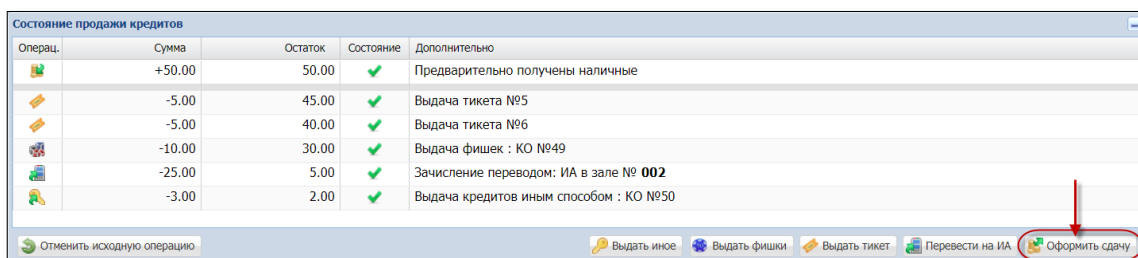 Состояние продажи кредитов
Операц. Сумма Остаток Состояние Дополнительно
+50.00 50.00 Предварительно получены наличные
-5.00 45.00 Выдача тикета №5
-5.00 40.00 Выдача тикета №6
-10.00 30.00 Выдача фишек : КО №49
-25.00 5.00 Зачисление переводом: ИА в зале № 002
-3.00 2.00 Выдача кредитов иным способом : КО №50
Отменить исходную операцию Выдать иное Выдать фишки Выдать тикет Перевести на ИА Оформить сдачу